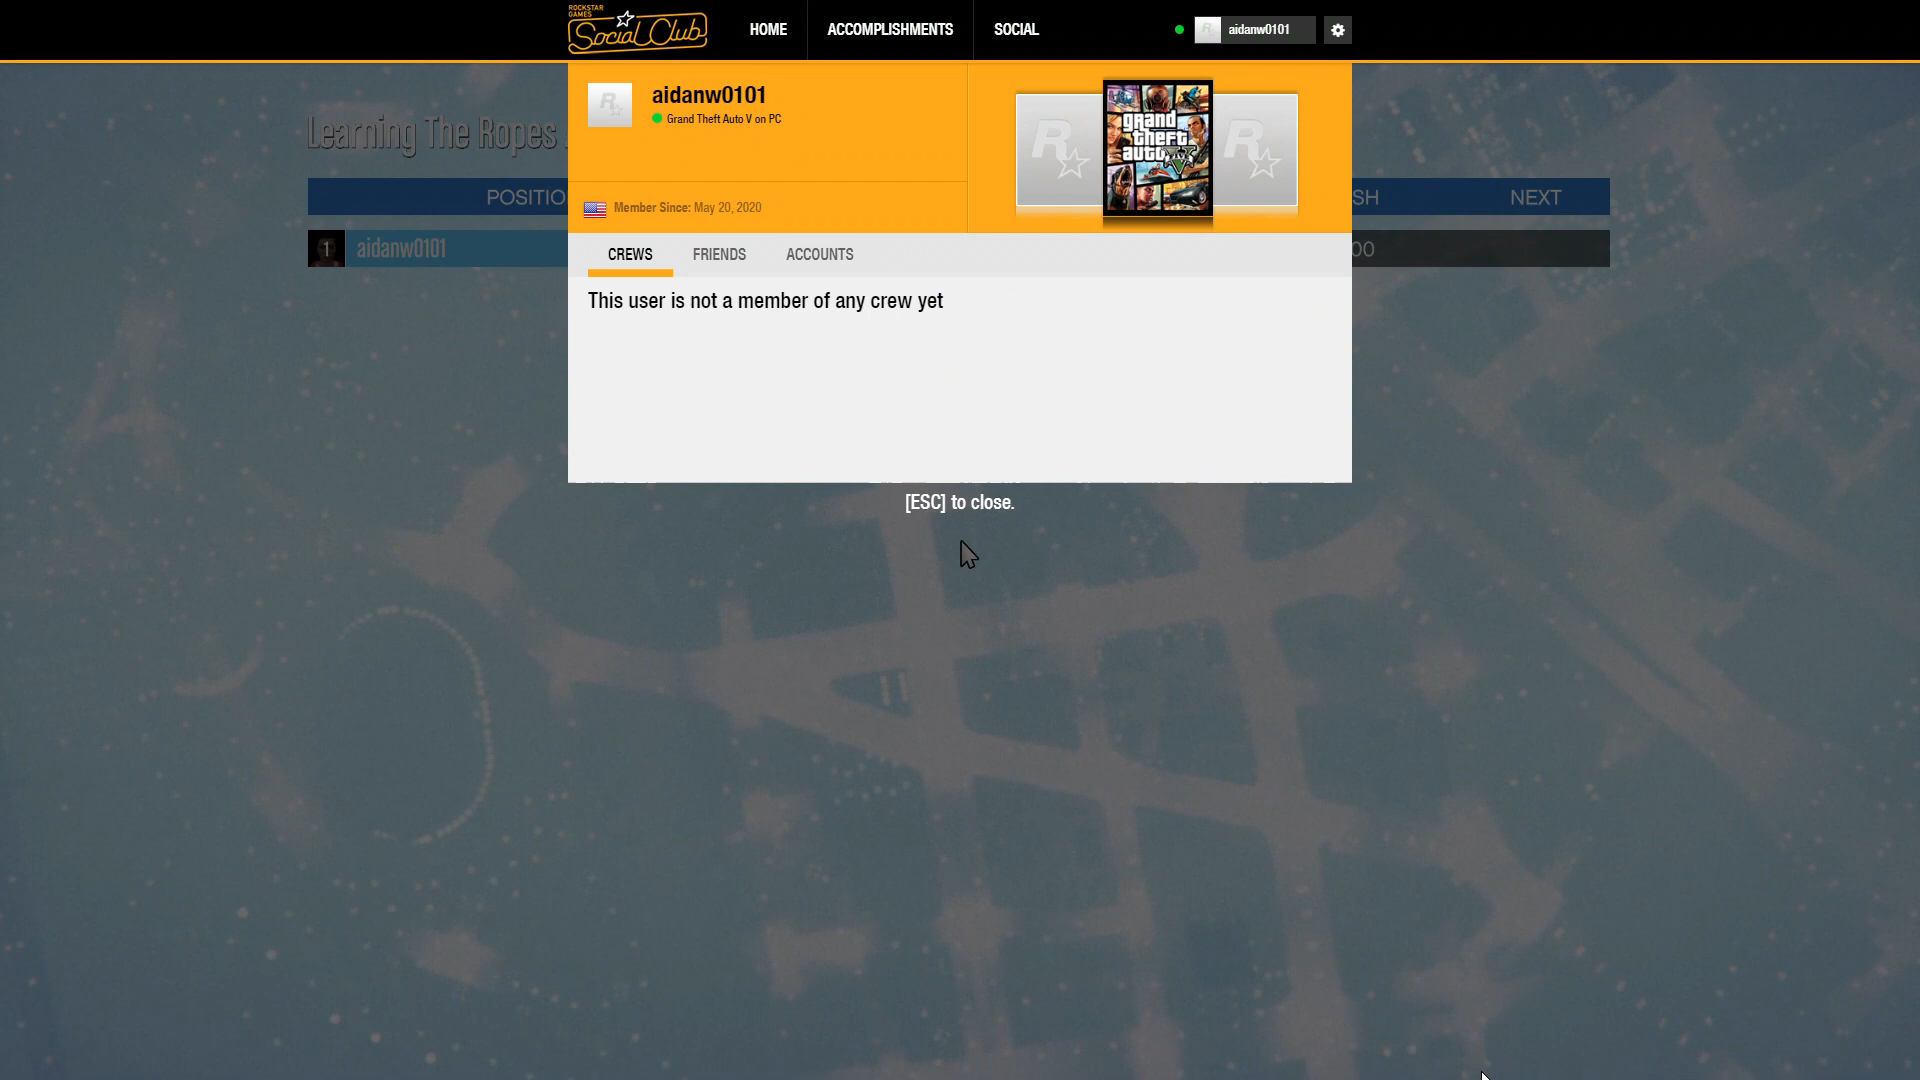 ROCKSTAR
GAMES
Social Club
HOME
ACCOMPLISHMENTS
SOCIAL
aidanw0101
aidanw0101
Grand Theft Auto V on PC
Member Since: May 20, 2020
grand
theft
auto
V
Learning The Ropes
POSITIO
SH
NEXT
1
aidanw0101
00
CREWS
FRIENDS
ACCOUNTS
This user is not a member of any crew yet
[ESC] to close.